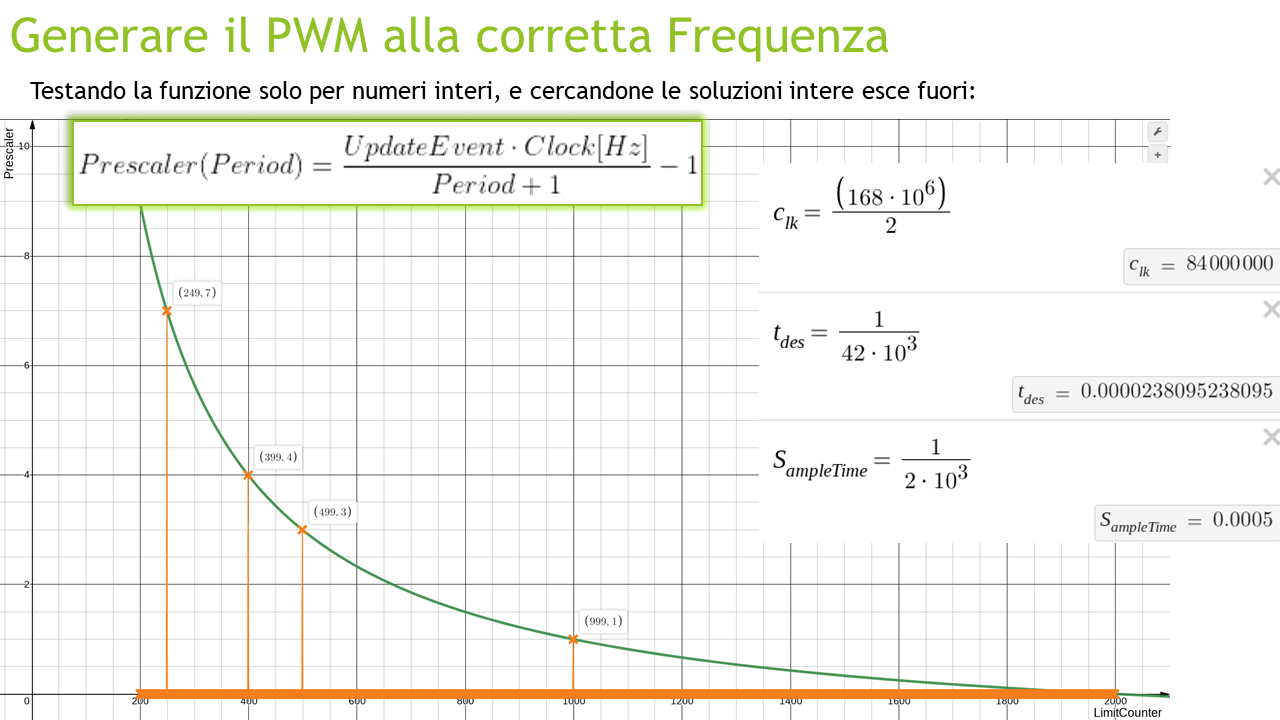 Generare il PWM alla corretta Frequenza
Testando la funzione solo per numeri interi, e cercandone le soluzioni intere esce fuori:
Prescaler(Period) = \frac{UpdateEvent · Clock[Hz]}{Period + 1} − 1
Prescaler
10
8
6
4
2
0
200
400
600
800
1000
1200
1400
1600
1800
2000
LimitCounter
(249, 7)
(399, 4)
(499, 3)
(999, 1)
c_{lk} = \frac{(168 · 10^6)}{2}
c_{lk} = 84000000
t_{des} = \frac{1}{42 · 10^3}
t_{des} = 0.0000238095238095
S_{ampleTime} = \frac{1}{2 · 10^3}
S_{ampleTime} = 0.0005